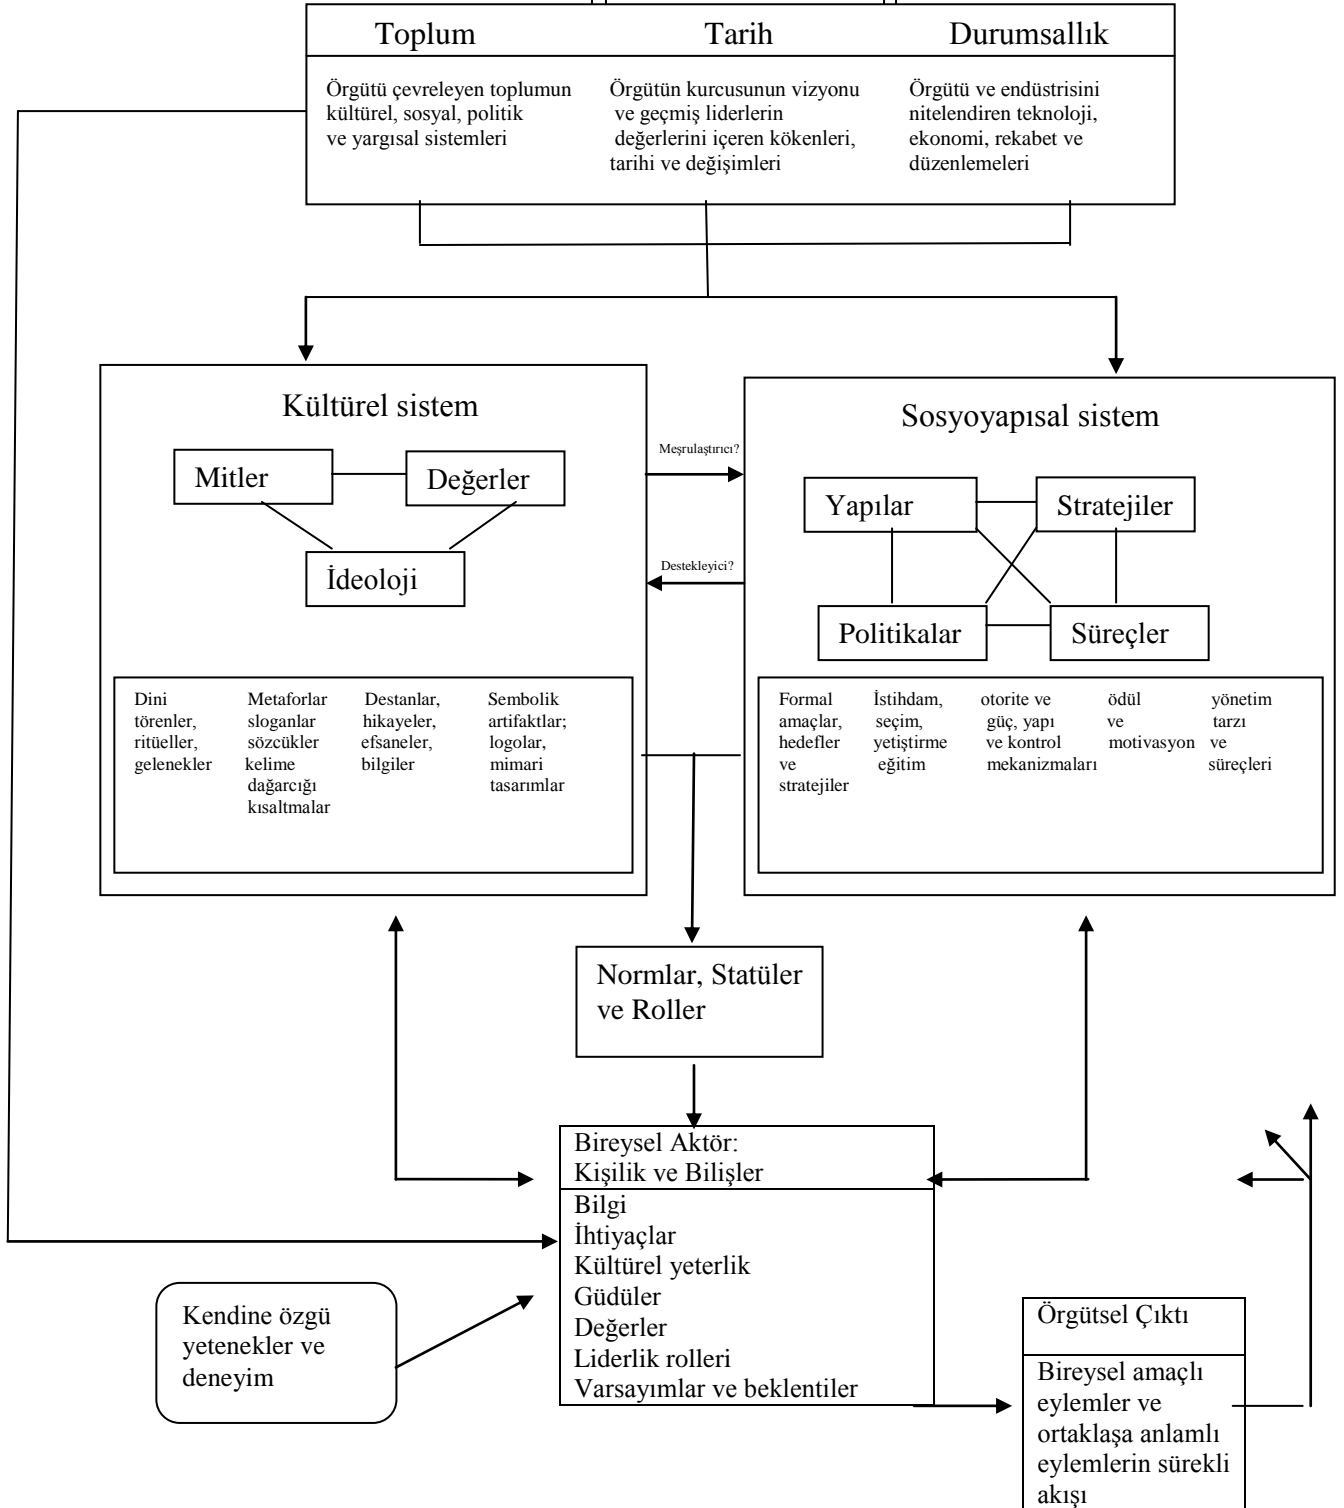 Toplum
Tarih
Durumsallık
Örgütü çevreleyen toplumun
kültürel, sosyal, politik
ve yargısal sistemleri
Örgütün kurcusunun vizyonu
ve geçmiş liderlerin
değerlerini içeren kökenleri,
tarihi ve değişimleri
Örgütü ve endüstrisini
nitelendiren teknoloji,
ekonomi, rekabet ve
düzenlemeleri
Kültürel sistem
Mitler
Değerler
İdeoloji
Meşrulaştırıcı?
Destekleyici?
Sosyoyapısal sistem
Yapılar
Stratejiler
Politikalar
Süreçler
Dini
törenler,
ritüeller,
gelenekler
Metaforlar
sloganlar
sözcükler
kelime
dağarcığı
kısaltmalar
Destanlar,
hikayeler,
efsaneler,
bilgiler
Sembolik
artifaktlar;
logolar,
mimari
tasarımlar
Formal
amaçlar,
hedefler
ve
stratejiler
İstihdam,
seçim,
yetiştirme
eğitim
otorite ve
güç, yapı
ve kontrol
mekanizmaları
ödül
ve
motivasyon
yönetim
tarzı
ve
süreçleri
Normlar, Statüler
ve Roller
Bireysel Aktör:
Kişilik ve Bilişler
Bilgi
İhtiyaçlar
Kültürel yeterlik
Güdüler
Değerler
Liderlik rolleri
Varsayımlar ve beklentiler
Kendine özgü
yetenekler ve
deneyim
Örgütsel Çıktı
Bireysel amaçlı
eylemler ve
ortaklaşa anlamlı
eylemlerin sürekli
akışı